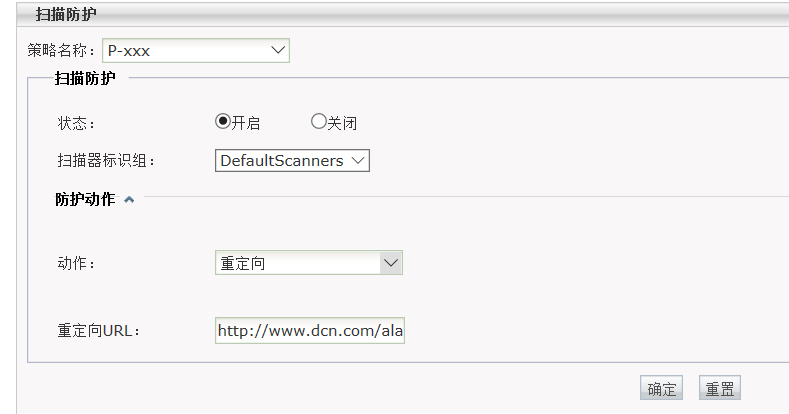 扫描防护
策略名称： P-xxx
扫描防护
状态： 开启 关闭
扫描器标识组： DefaultScanners
防护动作
动作： 重定向
重定向URL： http://www.dcn.com/ala
确定 重置